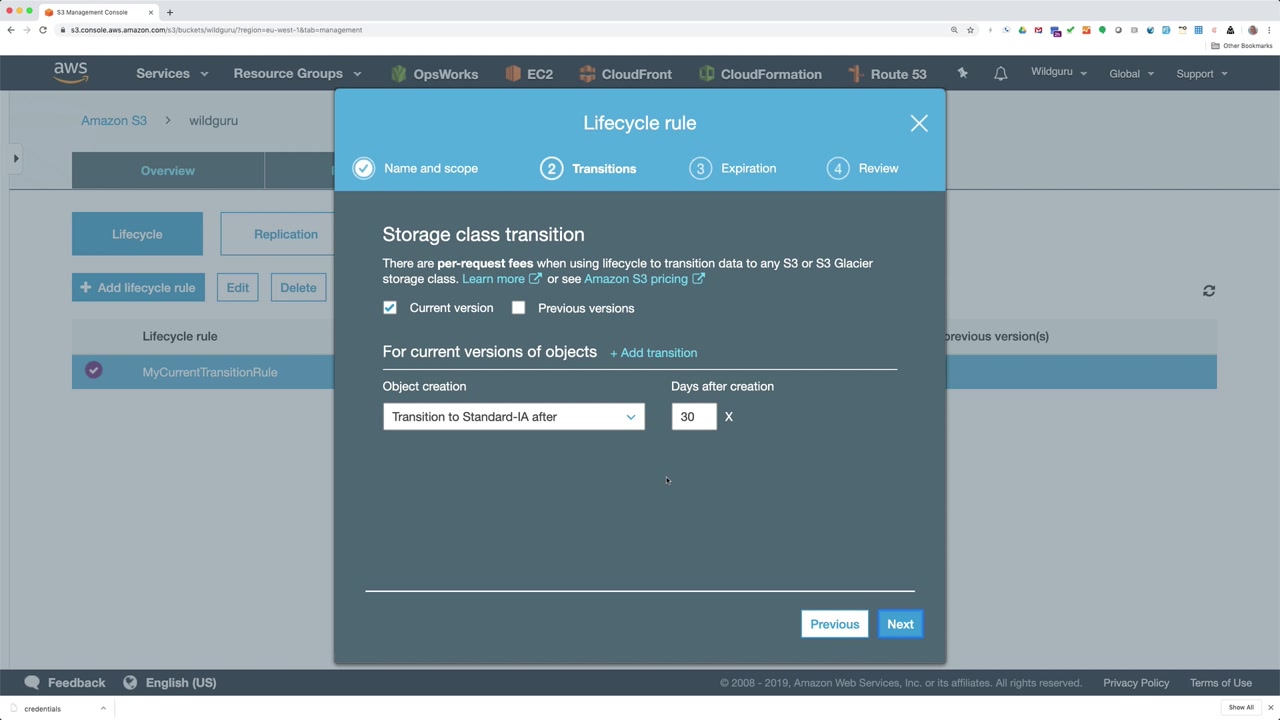 S3 Management Console
s3.console.aws.amazon.com/s3/buckets/wildguru/?region=eu-west-1&tab=management
Other Bookmarks
aws
Services
Resource Groups
OpsWorks
EC2
CloudFront
CloudFormation
Route 53
Wildguru
Global
Support
Amazon S3 > wildguru
Overview
Lifecycle
Replication
+ Add lifecycle rule
Edit
Delete
Lifecycle rule
previous version(s)
MyCurrentTransitionRule
Lifecycle rule
Name and scope
2 Transitions
3 Expiration
4 Review
Storage class transition
There are per-request fees when using lifecycle to transition data to any S3 or S3 Glacier
storage class. Learn more or see Amazon S3 pricing
Current version
Previous versions
For current versions of objects
+ Add transition
Object creation
Days after creation
Transition to Standard-IA after
30
X
Previous
Next
Feedback
English (US)
© 2008 - 2019, Amazon Web Services, Inc. or its affiliates. All rights reserved.
Privacy Policy
Terms of Use
credentials
Show All